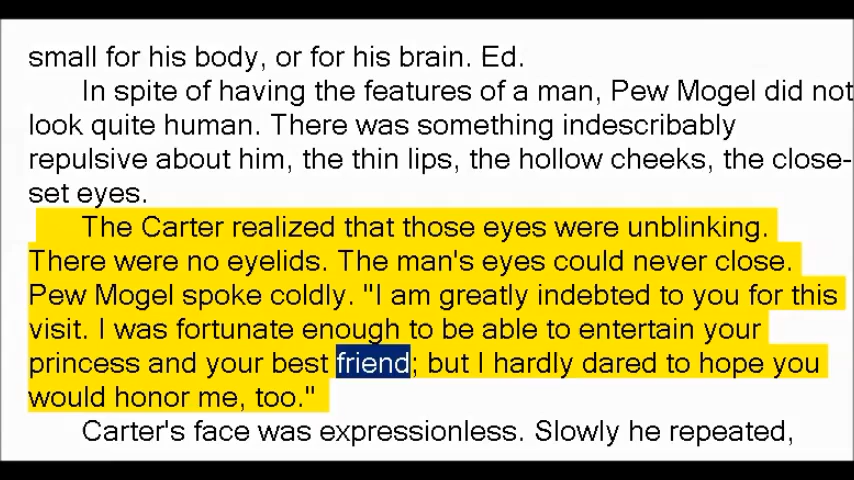 small for his body, or for his brain. Ed.
In spite of having the features of a man, Pew Mogel did not
look quite human. There was something indescribably
repulsive about him, the thin lips, the hollow cheeks, the close-
set eyes.
The Carter realized that those eyes were unblinking.
There were no eyelids. The man's eyes could never close.
Pew Mogel spoke coldly. "I am greatly indebted to you for this
visit. I was fortunate enough to be able to entertain your
princess and your best friend; but I hardly dared to hope you
would honor me, too."
Carter's face was expressionless. Slowly he repeated,